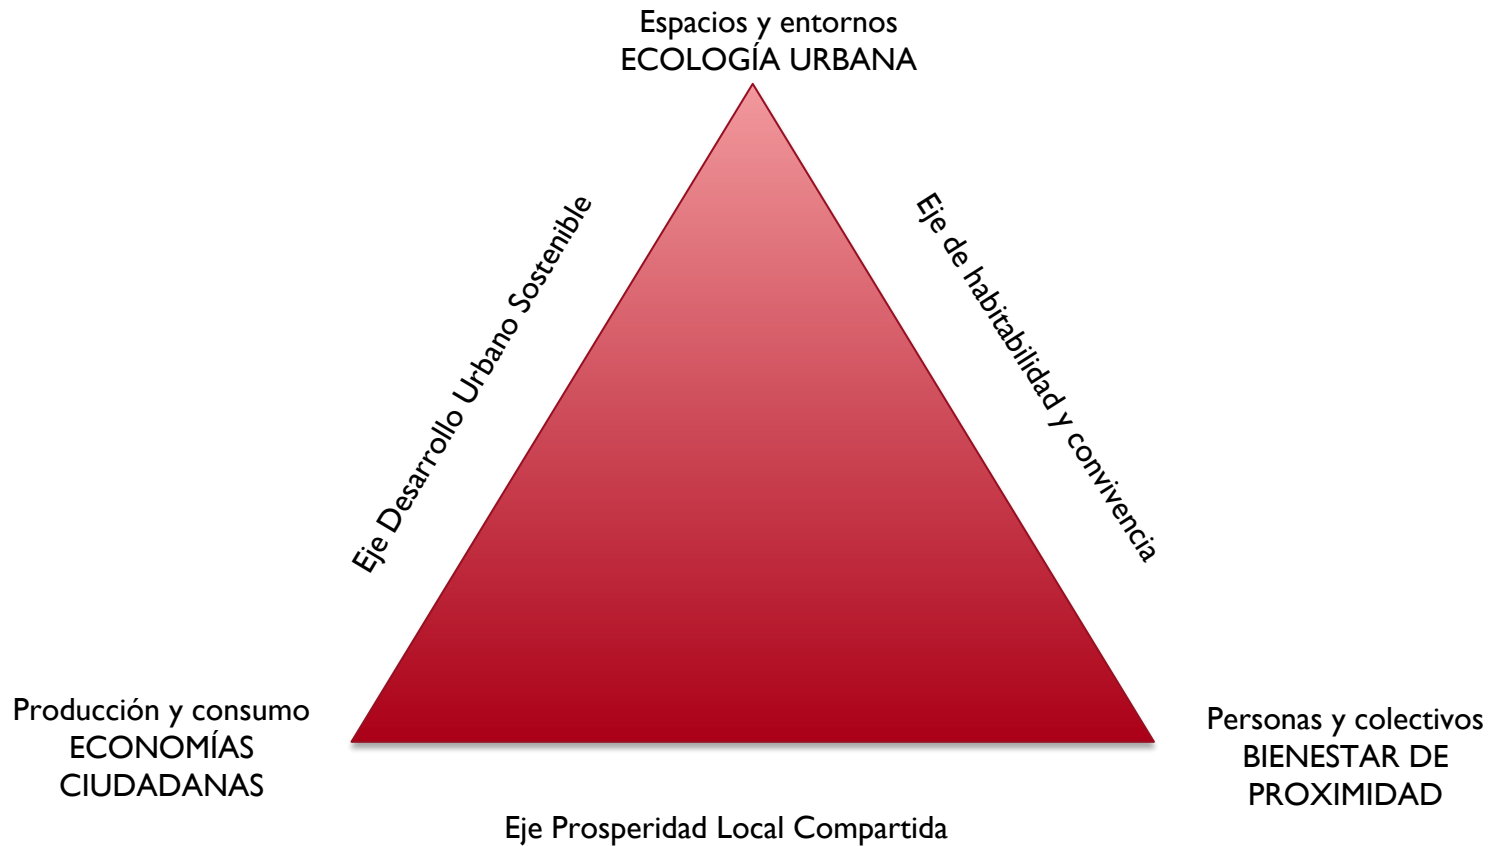 Espacios y entornos
ECOLOGÍA URBANA
Eje Desarrollo Urbano Sostenible
Eje de habitabilidad y convivencia
Producción y consumo
ECONOMÍAS
CIUDADANAS
Personas y colectivos
BIENESTAR DE
PROXIMIDAD
Eje Prosperidad Local Compartida